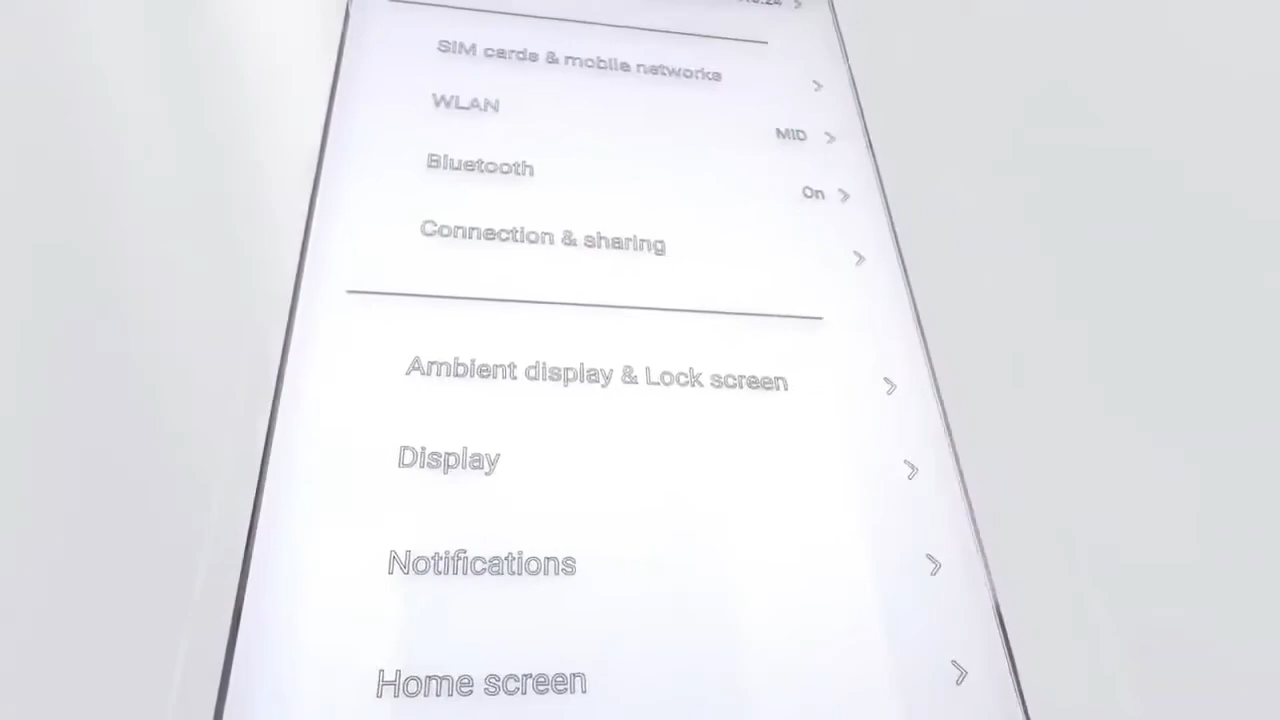 SIM cards & mobile networks
WLAN
MID
Bluetooth
On
Connection & sharing
Ambient display & Lock screen
Display
Notifications
Home screen